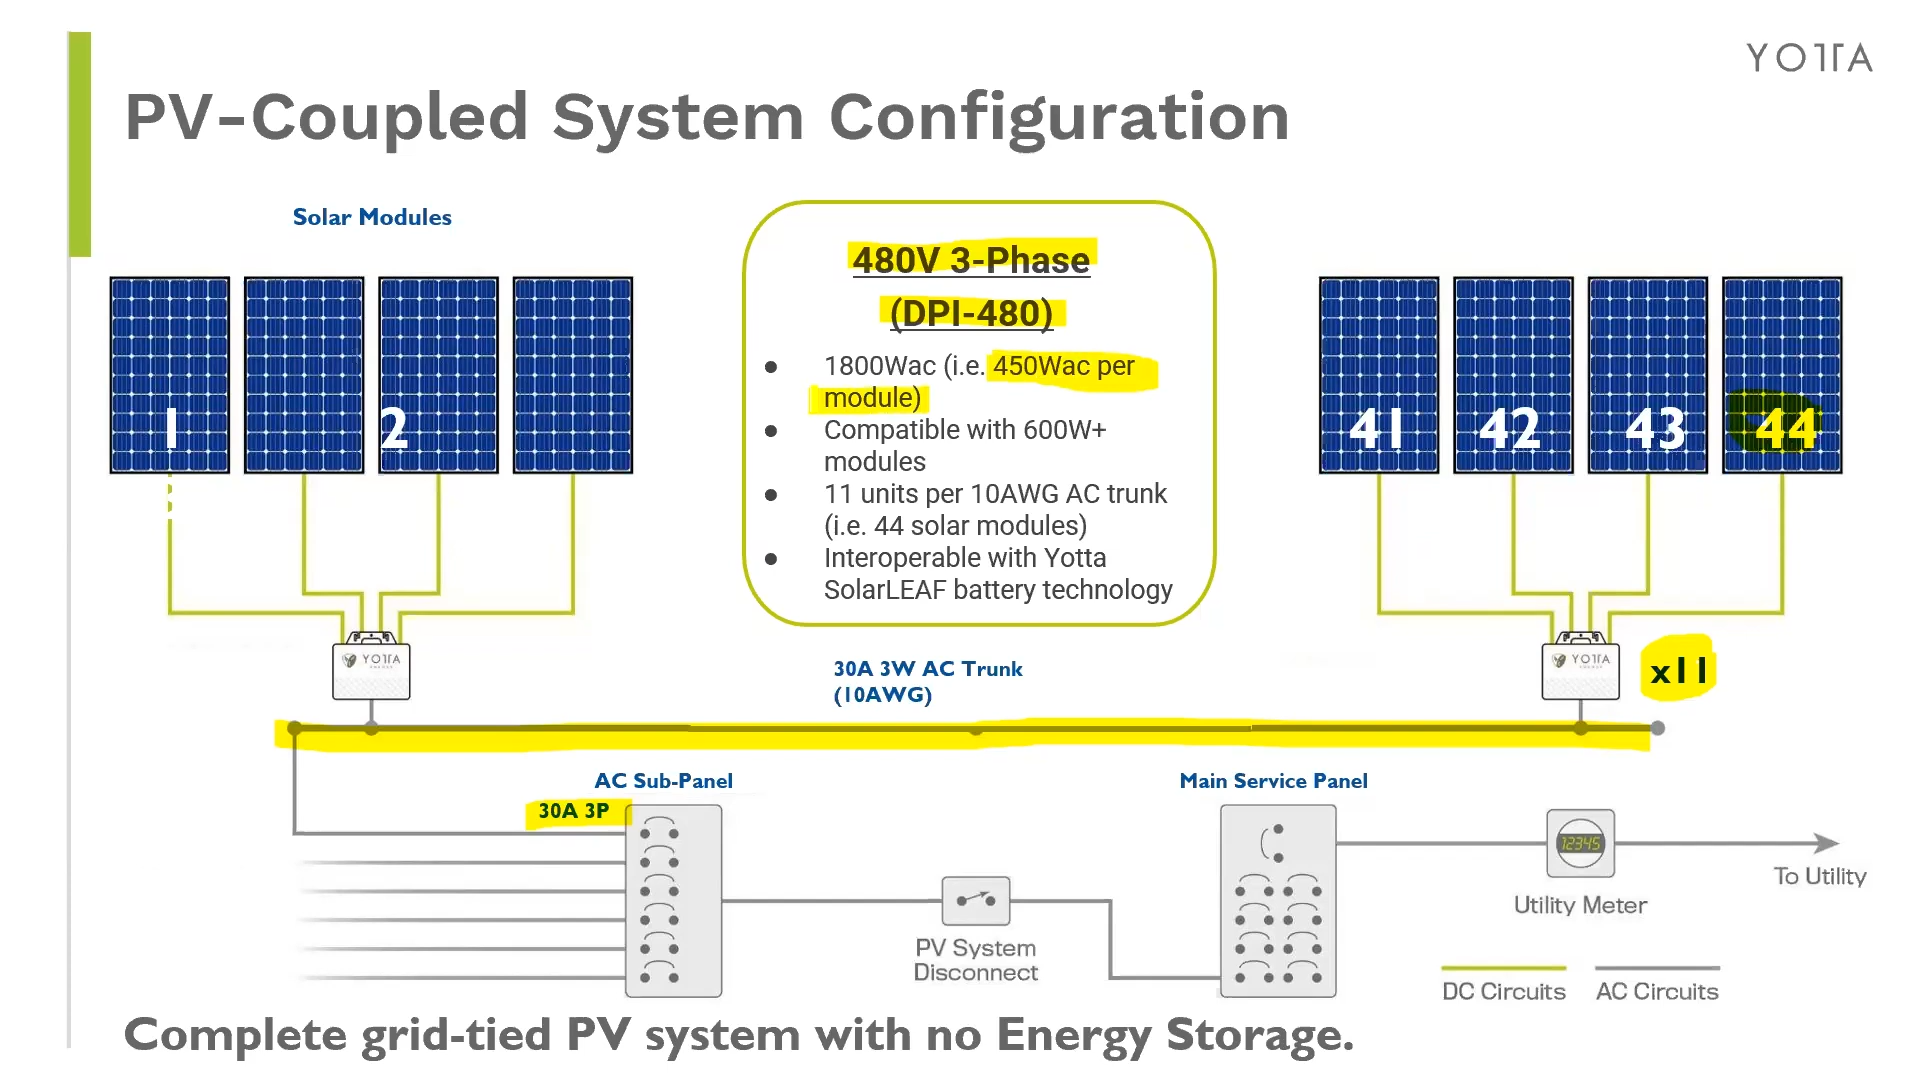 YOTTA
PV-Coupled System Configuration
Solar Modules
480V 3-Phase
(DPI-480)
● 1800Wac (i.e. 450Wac per
module)
● Compatible with 600W+
modules
● 11 units per 10AWG AC trunk
(i.e. 44 solar modules)
● Interoperable with Yotta
SolarLEAF battery technology
1
2
41
42
43
44
YOTTA
YOTTA
x11
30A 3W AC Trunk
(10AWG)
AC Sub-Panel
30A 3P
Main Service Panel
12345
To Utility
Utility Meter
PV System
Disconnect
DC Circuits
AC Circuits
Complete grid-tied PV system with no Energy Storage.